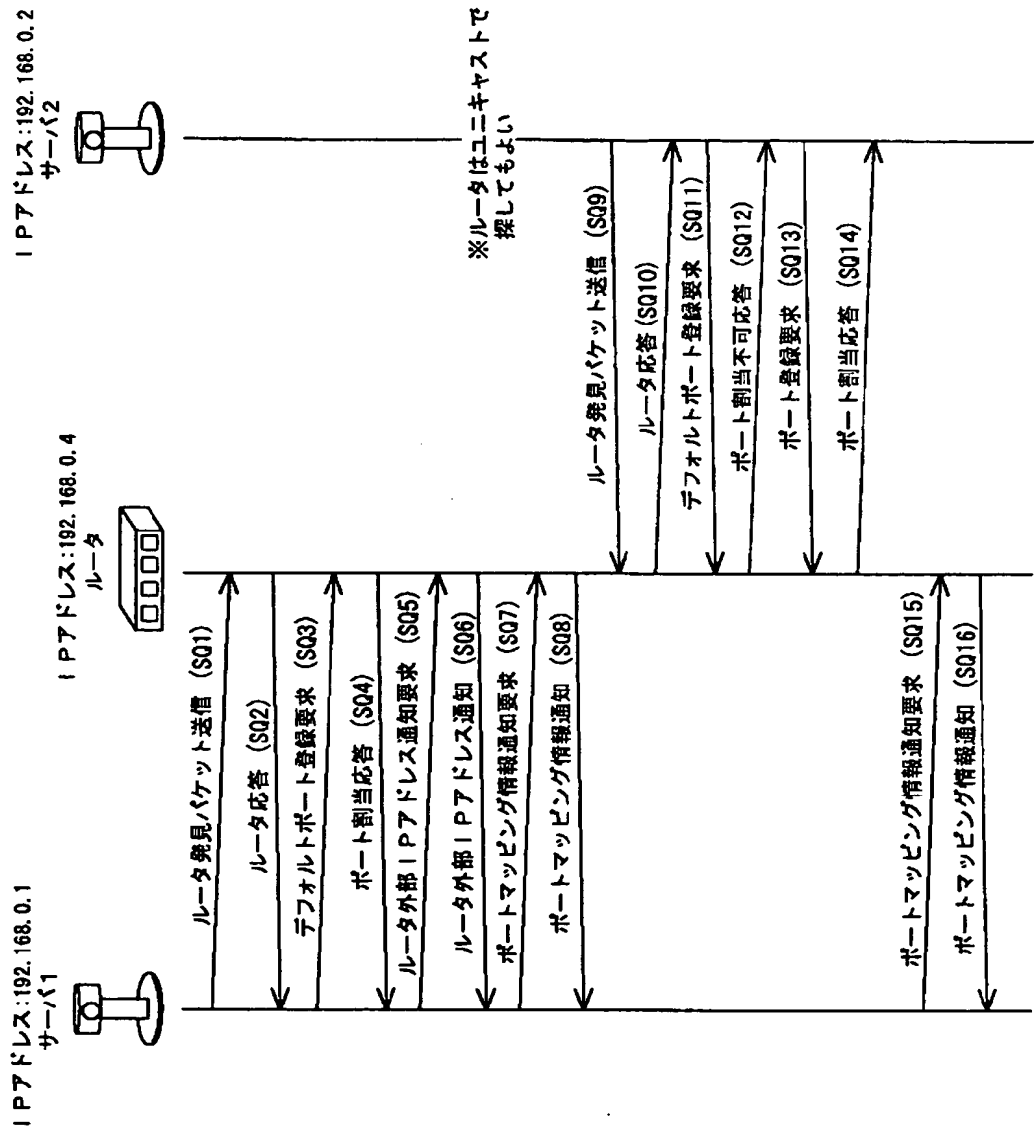 IPアドレス:192.168.0.1
サーバ1
IPアドレス:192.168.0.4
ルータ
IPアドレス:192.168.0.2
サーバ2
ルータ発見パケット送信 (SQ1)
ルータ応答 (SQ2)
デフォルトポート登録要求 (SQ3)
ポート割当応答 (SQ4)
ルータ外部IPアドレス通知要求 (SQ5)
ルータ外部IPアドレス通知 (SQ6)
ポートマッピング情報通知要求 (SQ7)
ポートマッピング情報通知 (SQ8)
※ルータはユニキャストで
探してもよい
ルータ発見パケット送信 (SQ9)
ルータ応答 (SQ10)
デフォルトポート登録要求 (SQ11)
ポート割当不可応答 (SQ12)
ポート登録要求 (SQ13)
ポート割当応答 (SQ14)
ポートマッピング情報通知要求 (SQ15)
ポートマッピング情報通知 (SQ16)